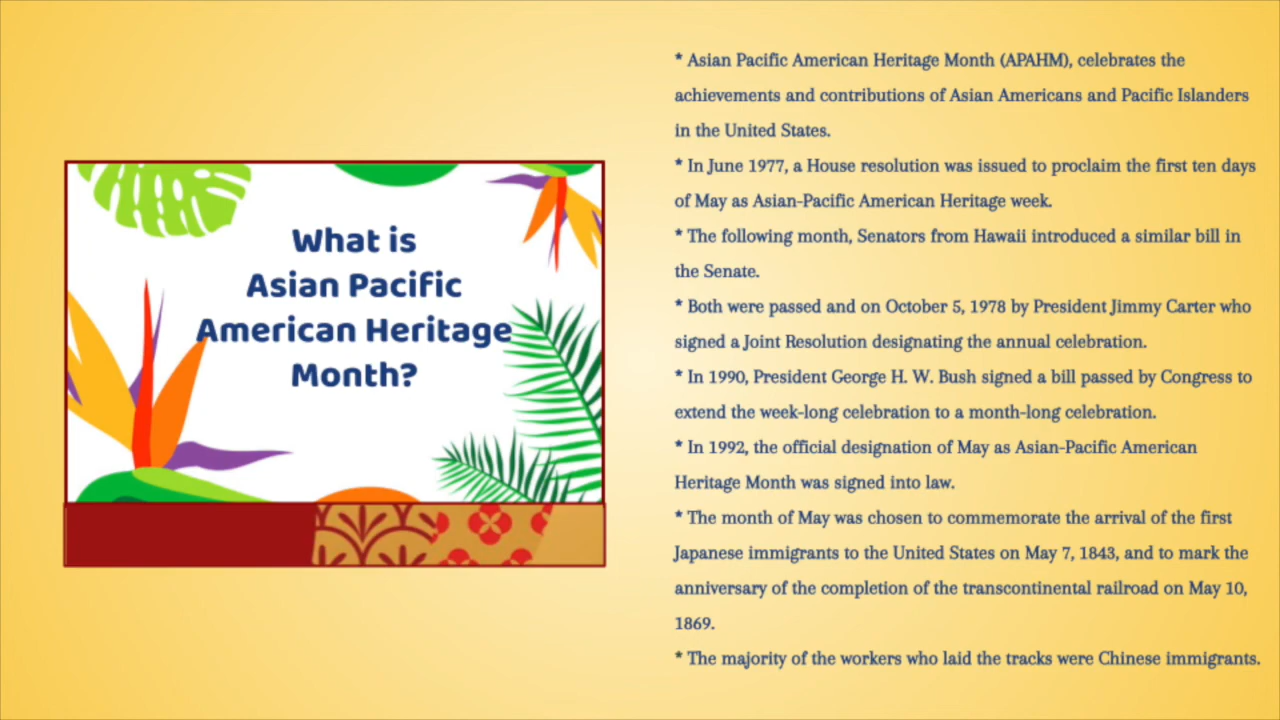 What is
Asian Pacific
American Heritage
Month?
* Asian Pacific American Heritage Month (APAHM), celebrates the
achievements and contributions of Asian Americans and Pacific Islanders
in the United States.
* In June 1977, a House resolution was issued to proclaim the first ten days
of May as Asian-Pacific American Heritage week.
* The following month, Senators from Hawaii introduced a similar bill in
the Senate.
* Both were passed and on October 5, 1978 by President Jimmy Carter who
signed a Joint Resolution designating the annual celebration.
* In 1990, President George H. W. Bush signed a bill passed by Congress to
extend the week-long celebration to a month-long celebration.
* In 1992, the official designation of May as Asian-Pacific American
Heritage Month was signed into law.
* The month of May was chosen to commemorate the arrival of the first
Japanese immigrants to the United States on May 7, 1843, and to mark the
anniversary of the completion of the transcontinental railroad on May 10,
1869.
* The majority of the workers who laid the tracks were Chinese immigrants.